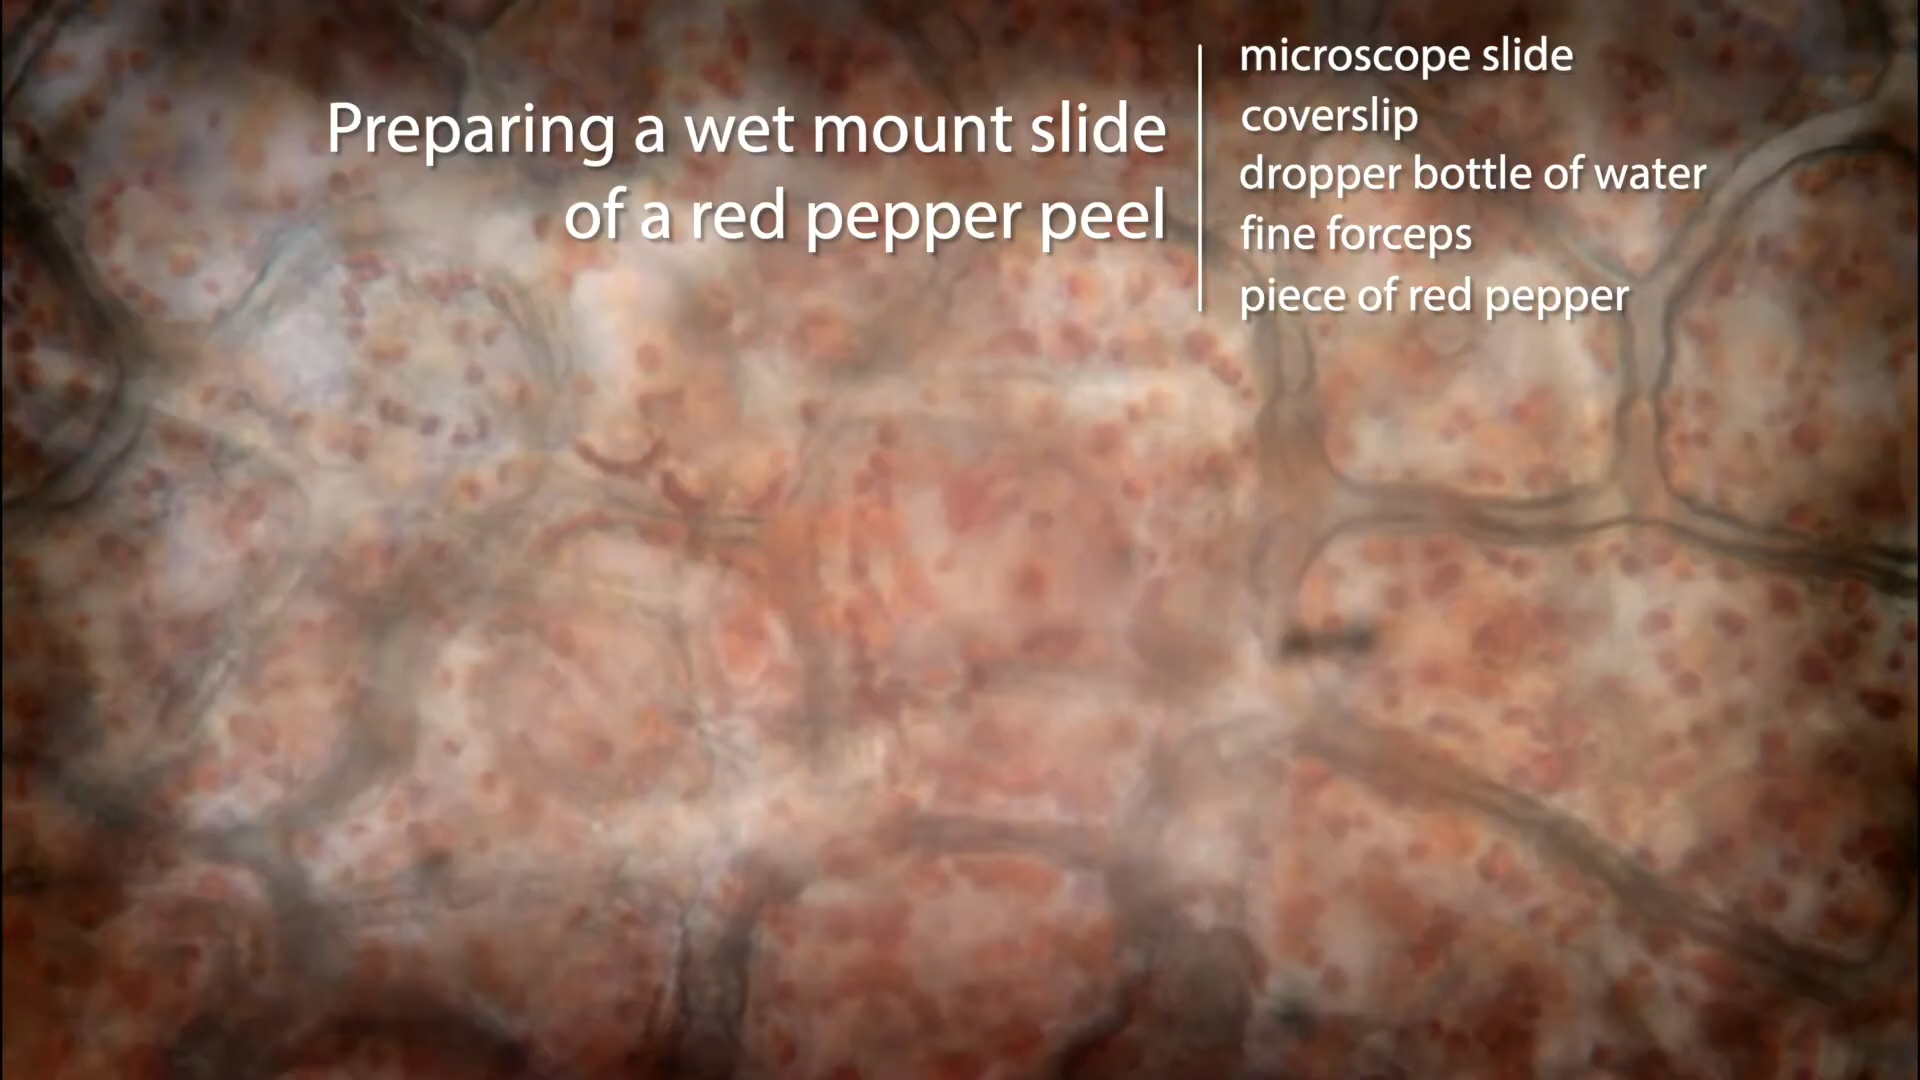 Preparing a wet mount slide
of a red pepper peel
microscope slide
coverslip
dropper bottle of water
fine forceps
piece of red pepper